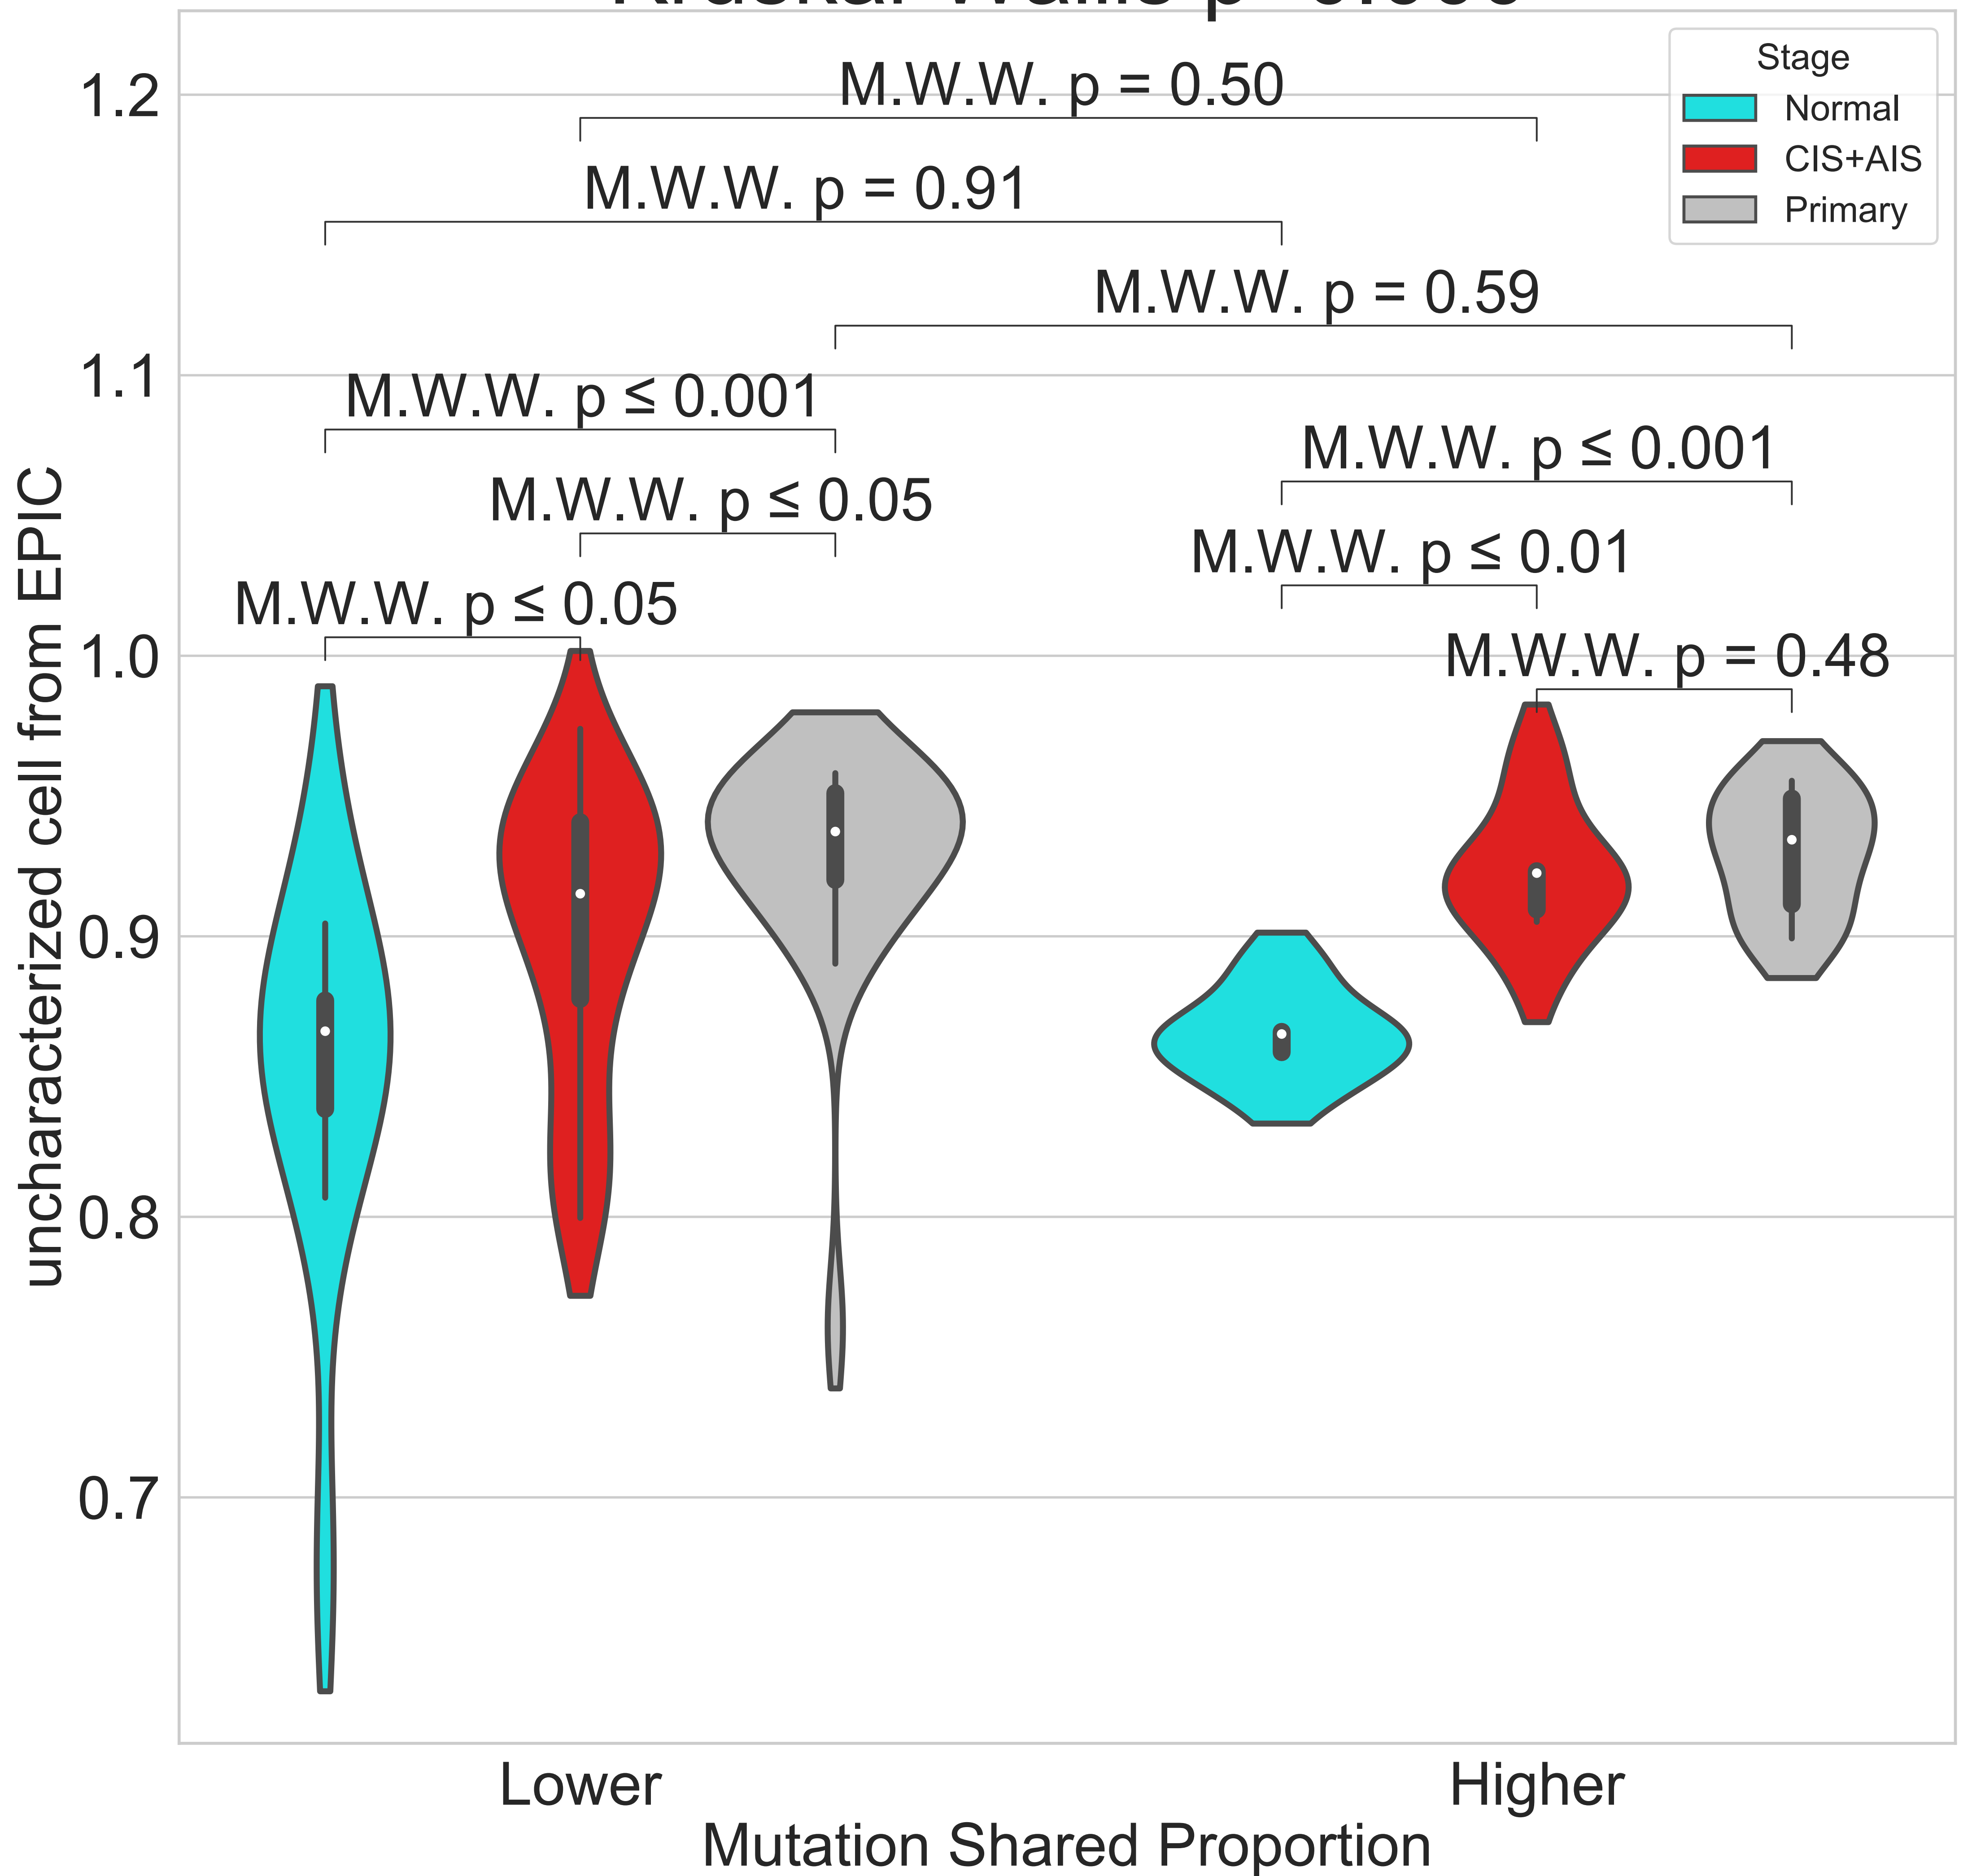 M.W.W. p = 0.50
M.W.W. p = 0.91
M.W.W. p = 0.59
M.W.W. p ≤ 0.001
M.W.W. p ≤ 0.001
M.W.W. p ≤ 0.05
M.W.W. p ≤ 0.01
M.W.W. p ≤ 0.05
M.W.W. p = 0.48
Stage
Normal
CIS+AIS
Primary
uncharacterized cell from EPIC
1.2
1.1
1.0
0.9
0.8
0.7
Lower
Higher
Mutation Shared Proportion